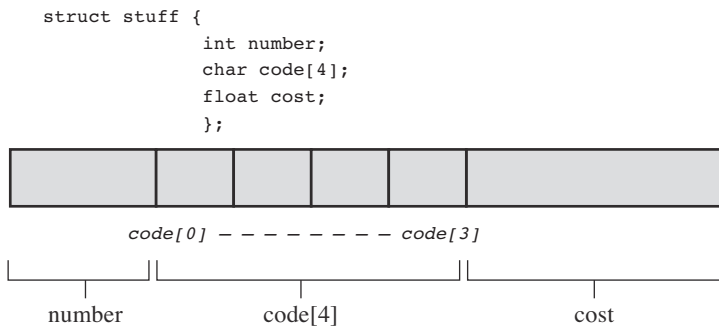 struct stuff {
int number;
char code[4];
float cost;
};
code[0] – – – – – – – – code[3]
number code[4] cost